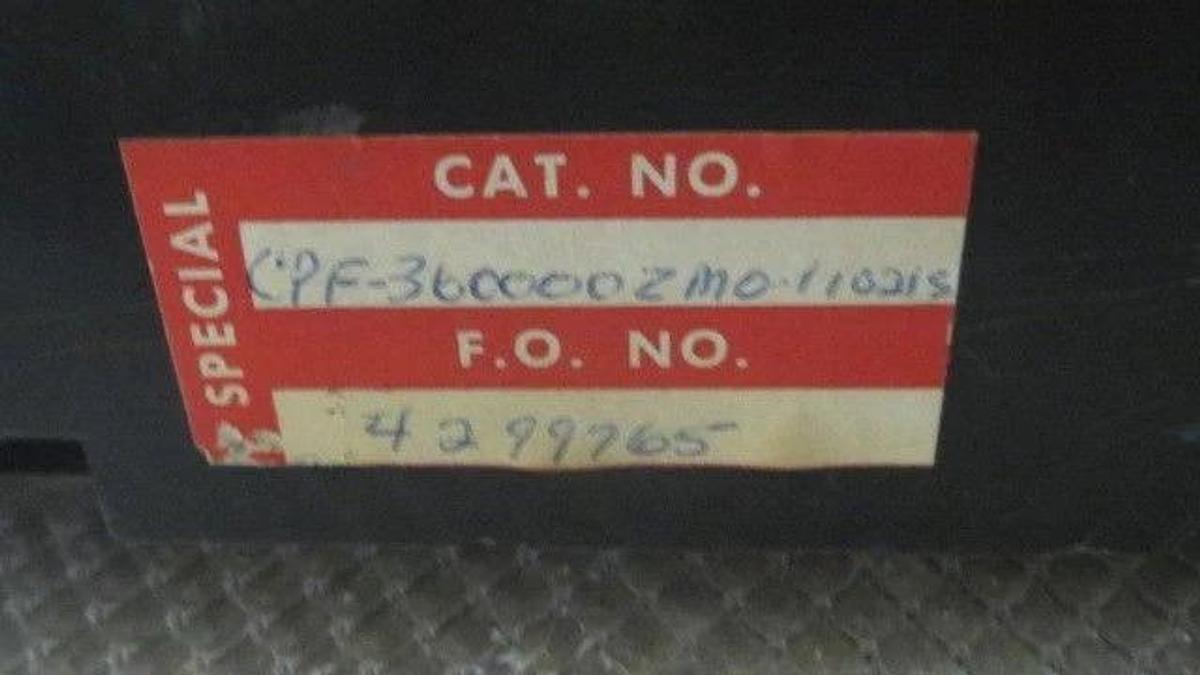 SPECIAL
CAT. NO.
CPF-360000ZMO-110215
F.O. NO.
4299765